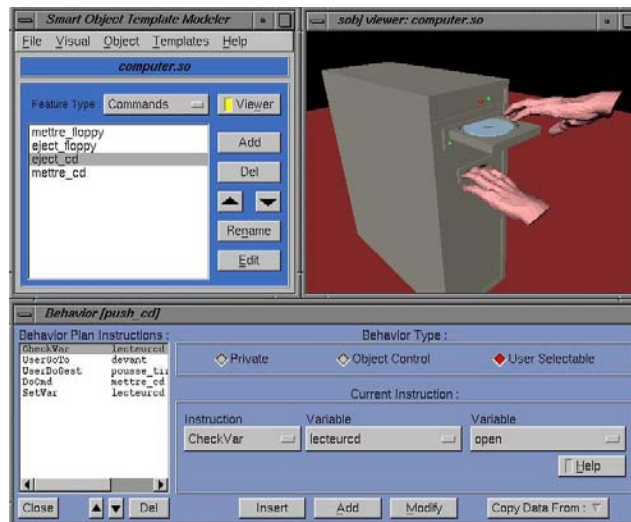 Smart Object Template Modeler
File Visual Object Templates Help
computer.so
Feature Type Commands Viewer
mettre_floppy
eject_floppy
eject_cd
mettre_cd
Add
Del
Rename
Edit
sobj viewer: computer.so
Behavior [push_cd]
Behavior Plan Instructions :
CheckVar lecteurcd
UserGoTo devant
UserDoGest pousse_tir
DoCmd mettre_cd
SetVar lecteurcd
Close Del
Behavior Type :
Private Object Control User Selectable
Current Instruction :
Instruction Variable Variable
CheckVar lecteurcd open
Help
Insert Add Modify Copy Data From :